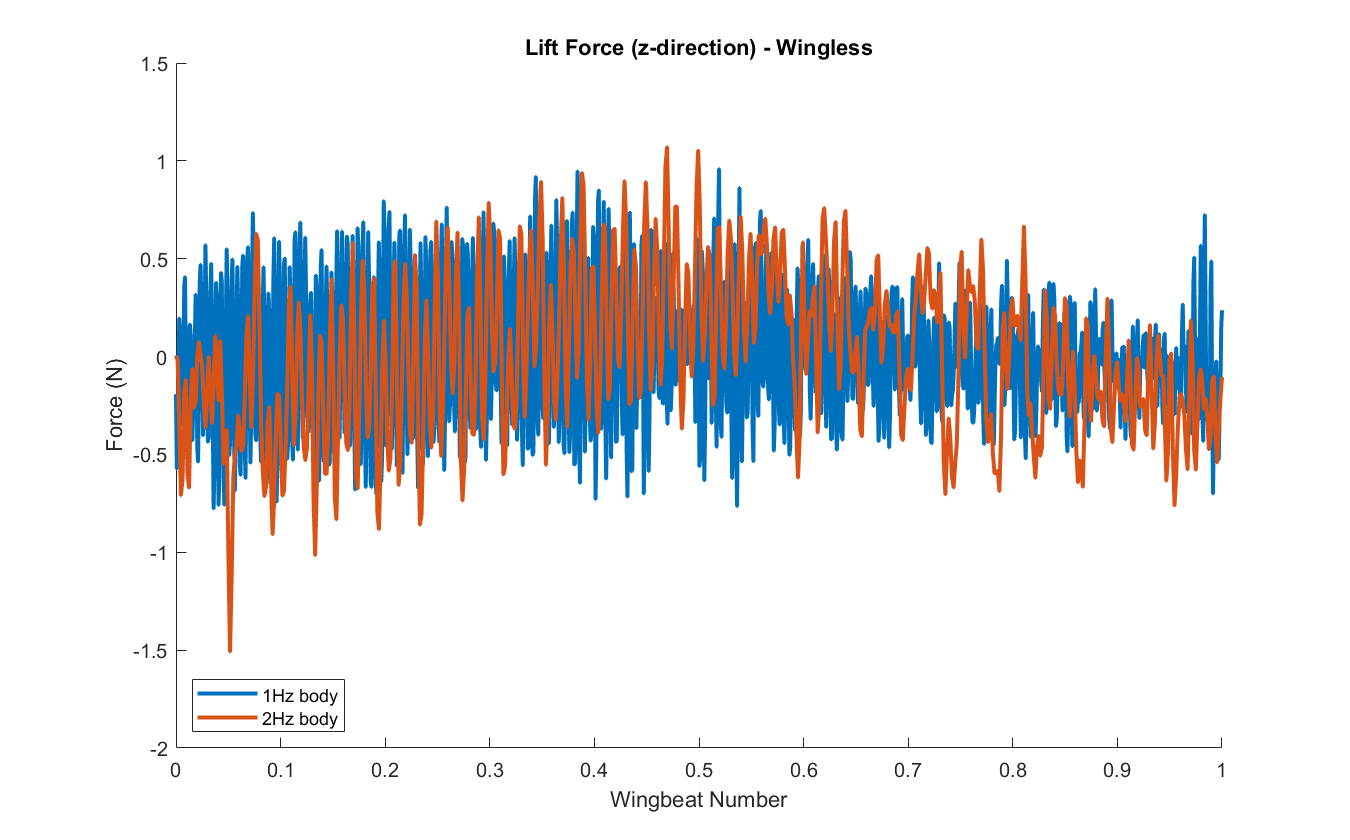 Lift Force (z-direction) - Wingless
1.5
1
0.5
0
-0.5
-1
-1.5
-2
Force (N)
1Hz body
2Hz body
0 0.1 0.2 0.3 0.4 0.5 0.6 0.7 0.8 0.9 1
Wingbeat Number